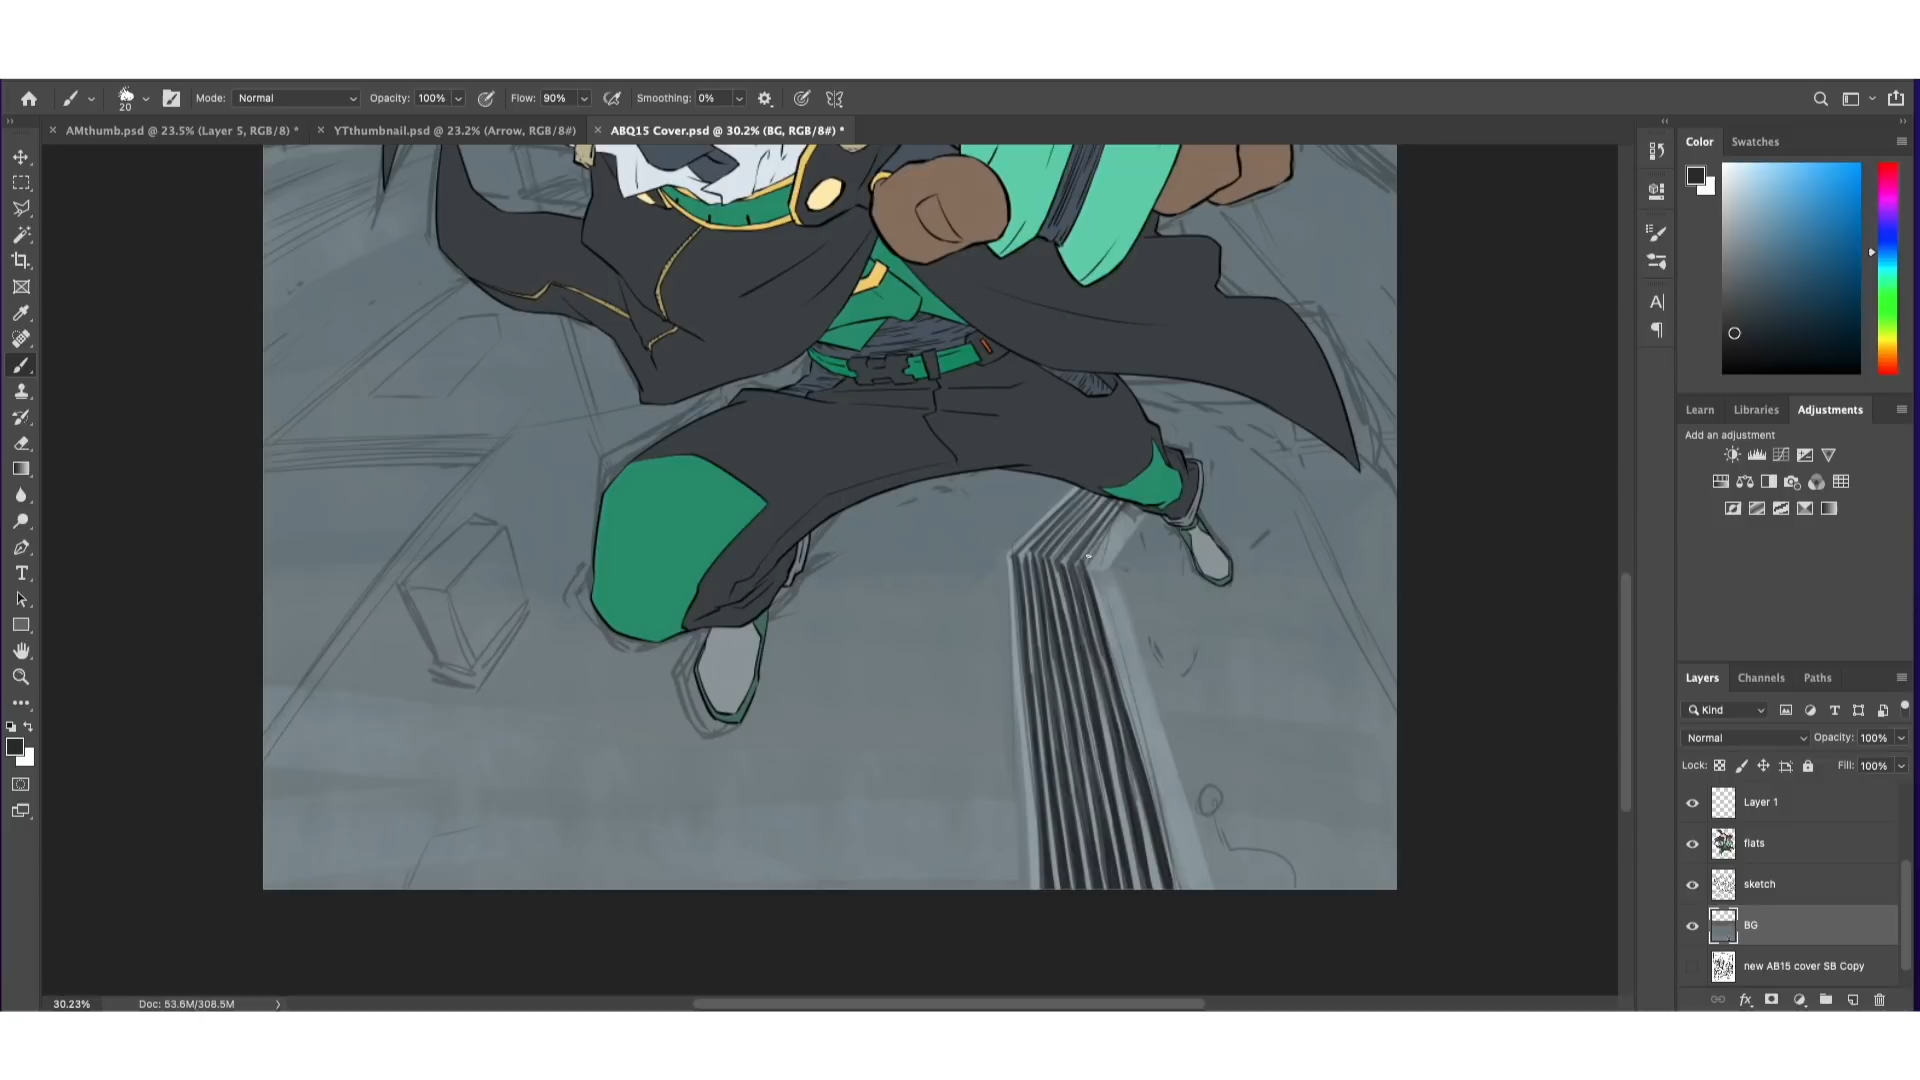 20
Mode: Normal
Opacity: 100%
Flow: 90%
Smoothing: 0%
AMthumb.psd @ 23.5% (Layer 5, RGB/8) *
YTthumbnail.psd @ 23.2% (Arrow, RGB/8#)
ABQ15 Cover.psd @ 30.2% (BG, RGB/8#) *
Color Swatches
Learn Libraries Adjustments
Add an adjustment
Layers Channels Paths
Kind
Normal Opacity: 100%
Lock: Fill: 100%
Layer 1
flats
sketch
BG
new AB15 cover SB Copy
30.23% Doc: 53.6M/308.5M